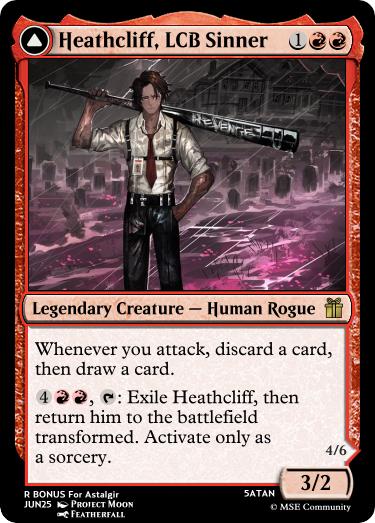 Heathcliff, LCB Sinner 1
REVENGE
Legendary Creature — Human Rogue
Whenever you attack, discard a card,
then draw a card.
4, : Exile Heathcliff, then
return him to the battlefield
transformed. Activate only as
a sorcery.
4/6
3/2
R BONUS For Astalgir 5ATAN © MSE Community
JUN25 Project Moon
Featherfall